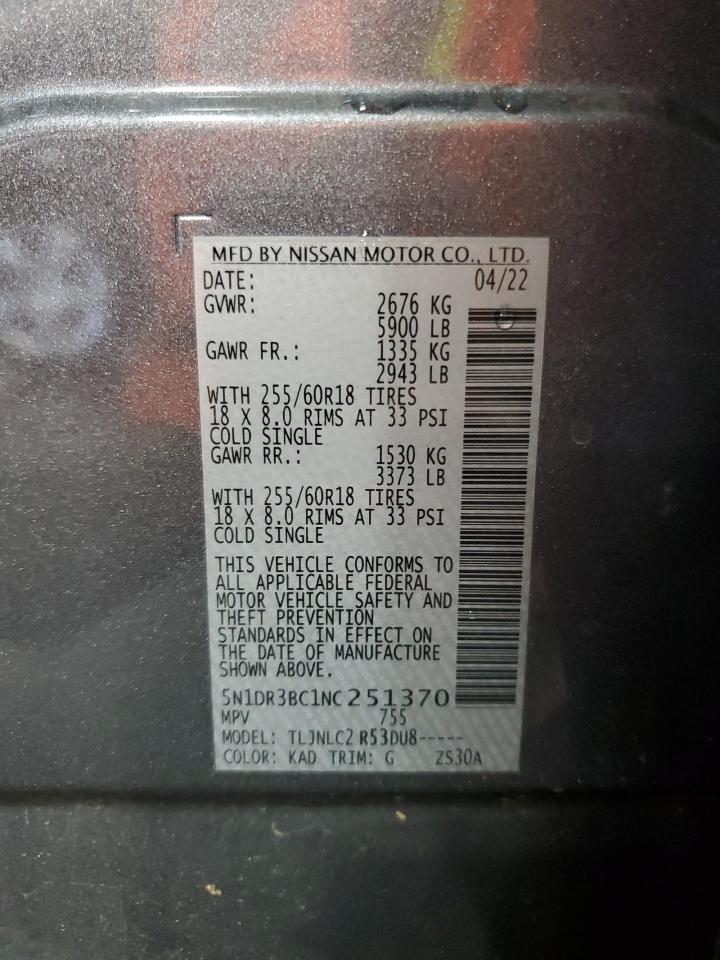 MFD BY NISSAN MOTOR CO., LTD.
DATE: 04/22
GVWR: 2676 KG
5900 LB
GAWR FR.: 1335 KG
2943 LB
WITH 255/60R18 TIRES
18 X 8.0 RIMS AT 33 PSI
COLD SINGLE
GAWR RR.: 1530 KG
3373 LB
WITH 255/60R18 TIRES
18 X 8.0 RIMS AT 33 PSI
COLD SINGLE
THIS VEHICLE CONFORMS TO
ALL APPLICABLE FEDERAL
MOTOR VEHICLE SAFETY AND
THEFT PREVENTION
STANDARDS IN EFFECT ON
THE DATE OF MANUFACTURE
SHOWN ABOVE.
5N1DR3BC1NC251370
MPV 755
MODEL: TLJNLC2 R53DU8-----
COLOR: KAD TRIM: G ZS30A